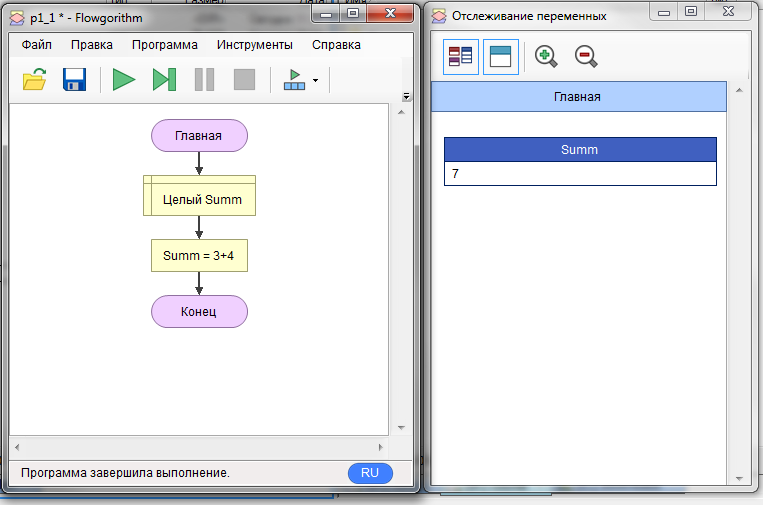 p1_1 * - Flowgorithm
Файл Правка Программа Инструменты Справка
Главная
Целый Summ
Summ = 3+4
Конец
Программа завершила выполнение. RU
Отслеживание переменных
Главная
Summ
7